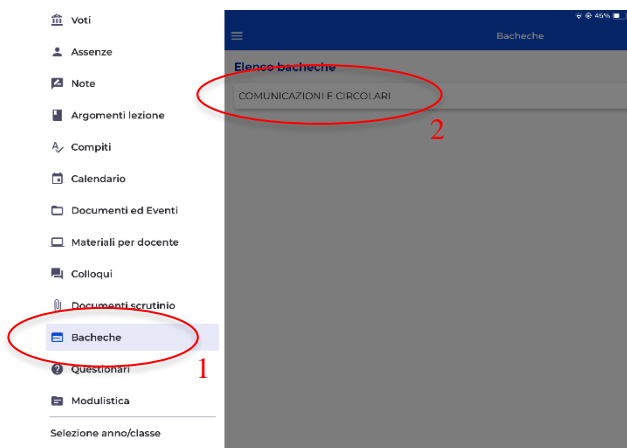 Voti
Assenze
Note
Argomenti lezione
Compiti
Calendario
Documenti ed Eventi
Materiali per docente
Colloqui
Documenti scrutinio
Bacheche
1
Questionari
Modulistica
Selezione anno/classe
45%
Bacheche
Elenco bacheche
COMUNICAZIONI E CIRCOLARI
2